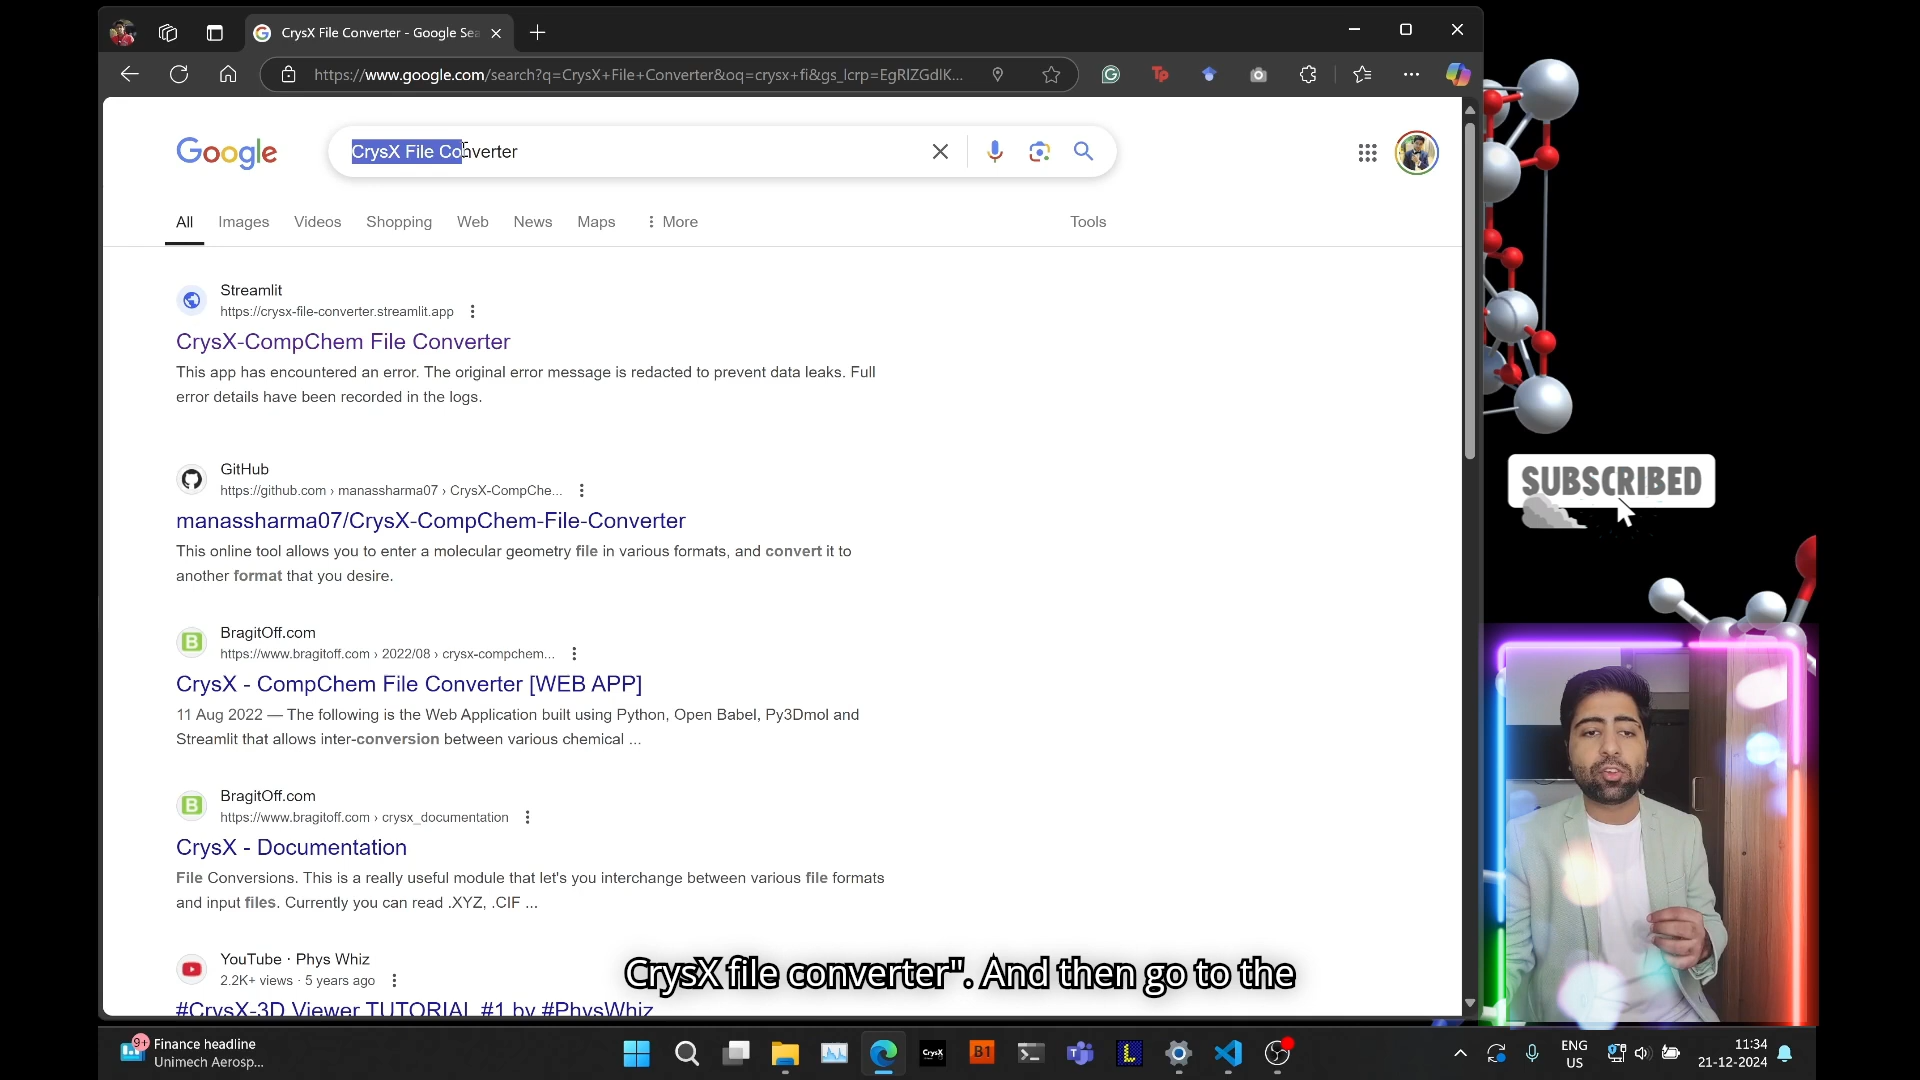 CrysX File Converter - Google Sea
https://www.google.com/search?q=CrysX+File+Converter&oq=crysx+fi&gs_lcrp=EgRlZGdlK...
Google
CrysX File Converter
All Images Videos Shopping Web News Maps More Tools
Streamlit
https://crysx-file-converter.streamlit.app
CrysX-CompChem File Converter
This app has encountered an error. The original error message is redacted to prevent data leaks. Full
error details have been recorded in the logs.
GitHub
https://github.com › manassharma07 › CrysX-CompChe...
manassharma07/CrysX-CompChem-File-Converter
This online tool allows you to enter a molecular geometry file in various formats, and convert it to
another format that you desire.
BragitOff.com
https://www.bragitoff.com › 2022/08 › crysx-compchem...
CrysX - CompChem File Converter [WEB APP]
11 Aug 2022 — The following is the Web Application built using Python, Open Babel, Py3Dmol and
Streamlit that allows inter-conversion between various chemical ...
BragitOff.com
https://www.bragitoff.com › crysx_documentation
CrysX - Documentation
File Conversions. This is a really useful module that let's you interchange between various file formats
and input files. Currently you can read .XYZ, .CIF ...
YouTube · Phys Whiz
2.2K+ views · 5 years ago
#CrysX-3D Viewer TUTORIAL #1 by #PhysWhiz
SUBSCRIBED
CrysX file converter". And then go to the
9+
Finance headline
Unimech Aerosp...
CrysX
B1
L
ENG
US
11:34
21-12-2024